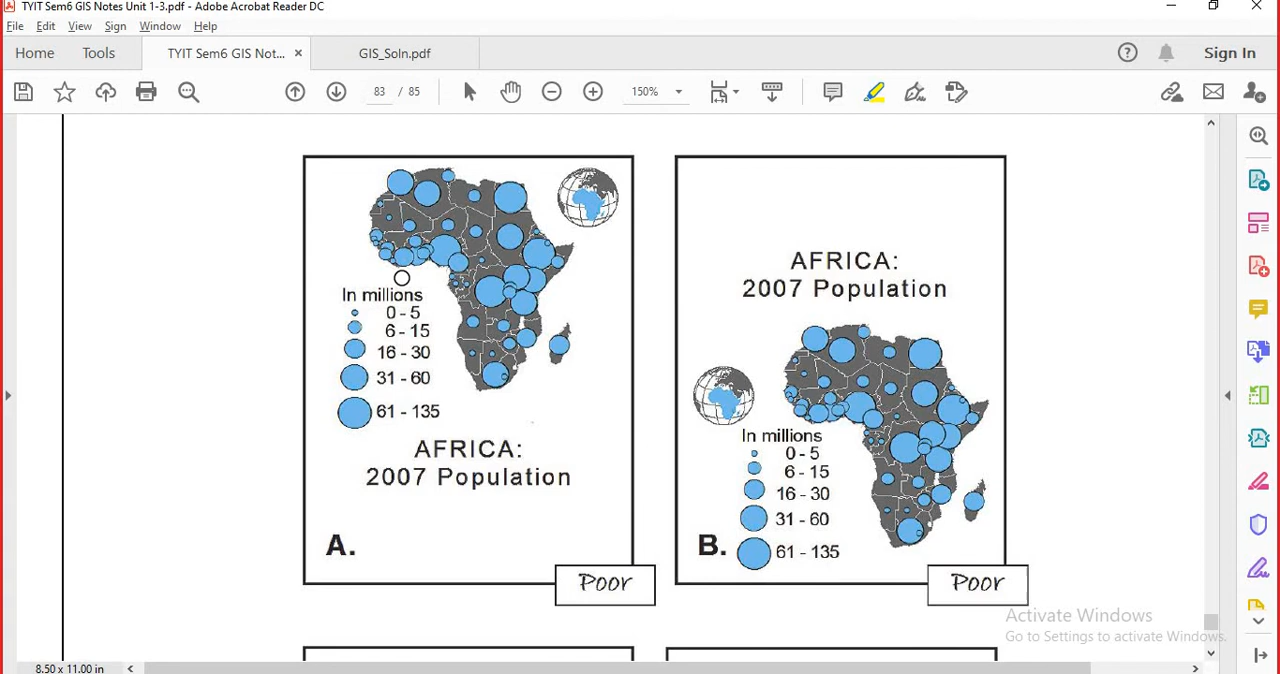 TYIT Sem6 GIS Notes Unit 1-3.pdf - Adobe Acrobat Reader DC
File Edit View Sign Window Help
Home Tools TYIT Sem6 GIS Not... × GIS_Soln.pdf Sign In
83 / 85 150%
In millions
0 - 5
6 - 15
16 - 30
31 - 60
61 - 135
AFRICA:
2007 Population
A.
Poor
AFRICA:
2007 Population
In millions
0 - 5
6 - 15
16 - 30
31 - 60
61 - 135
B.
Poor
Activate Windows
Go to Settings to activate Windows.
8.50 x 11.00 in